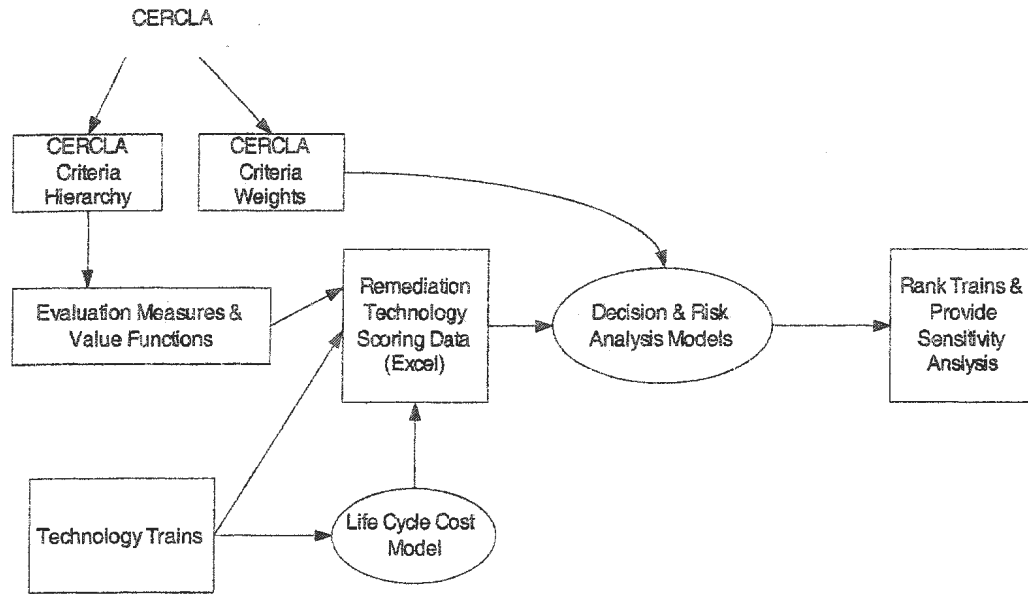 CERCLA
CERCLA
Criteria
Hierarchy
CERCLA
Criteria
Weights
Evaluation Measures &
Value Functions
Remediation
Technology
Scoring Data
(Excel)
Decision & Risk
Analysis Models
Rank Trains &
Provide
Sensitivity
Anslysis
Technology Trains
Life Cycle Cost
Model